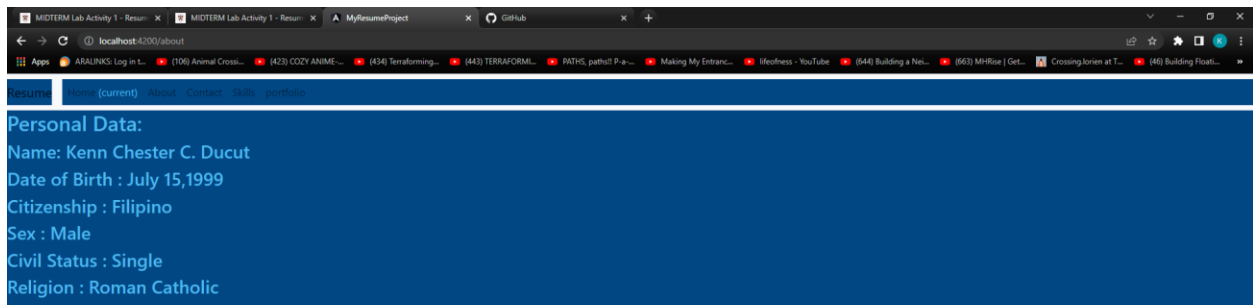 MIDTERM Lab Activity 1 - Resum MIDTERM Lab Activity 1 - Resum MyResumeProject GitHub
localhost:4200/about
Apps ARALINKS: Log in t... (106) Animal Crossi... (423) COZY ANIME-... (434) Terraforming... (443) TERRAFORMI... PATHS, paths!! P-a-... Making My Entranc... lifeofness - YouTube (644) Building a Nei... (663) MHRise | Get... Crossing.lorien at T... (46) Building Floati... »
Resume Home (current) About Contact Skills portfolio
Personal Data:
Name: Kenn Chester C. Ducut
Date of Birth : July 15,1999
Citizenship : Filipino
Sex : Male
Civil Status : Single
Religion : Roman Catholic